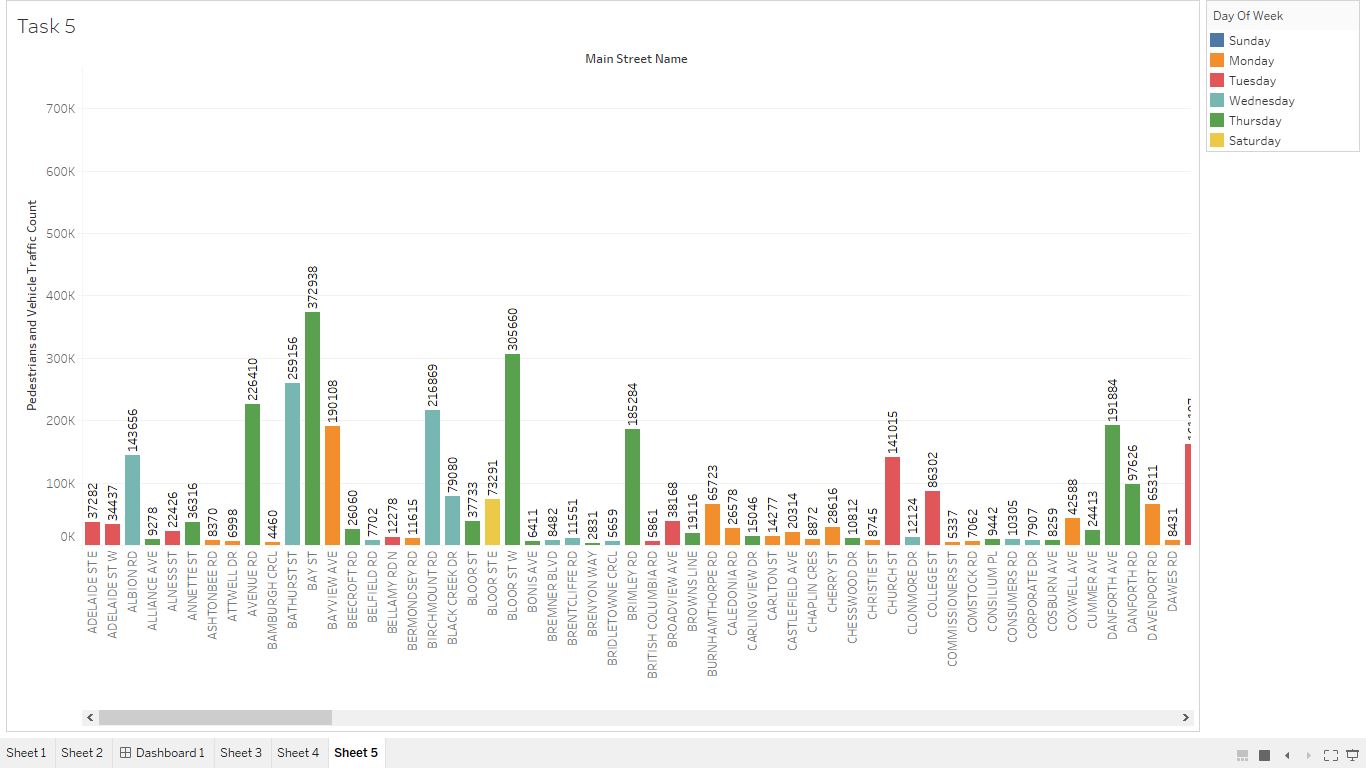 Task 5
Main Street Name
Pedestrians and Vehicle Traffic Count
700K
600K
500K
400K
300K
200K
100K
0K
37282
34437
143656
9278
22426
36316
8370
6998
226410
4460
259156
372938
190108
26060
7702
12278
11615
216869
79080
37733
73291
305660
6411
8482
11551
2831
5659
185284
5861
38168
19116
65723
26578
15046
14277
20314
8872
28616
10812
8745
141015
12124
86302
5337
7062
9442
10305
7907
8259
42588
24413
191884
97626
65311
8431
ADELAIDE ST E
ADELAIDE ST W
ALBION RD
ALLIANCE AVE
ALNESS ST
ANNETTE ST
ASHTONBEE RD
ATTWELL DR
AVENUE RD
BAMBURGH CRCL
BATHURST ST
BAY ST
BAYVIEW AVE
BEECROFT RD
BELFIELD RD
BELLAMY RD N
BERMONDSEY RD
BIRCHMOUNT RD
BLACK CREEK DR
BLOOR ST
BLOOR ST E
BLOOR ST W
BONIS AVE
BREMNER BLVD
BRENTCLIFFE RD
BRENYON WAY
BRIDLETOWNE CRCL
BRIMLEY RD
BRITISH COLUMBIA RD
BROADVIEW AVE
BROWNS LINE
BURNHAMTHORPE RD
CALEDONIA RD
CARLINGVIEW DR
CARLTON ST
CASTLEFIELD AVE
CHAPLIN CRES
CHERRY ST
CHESSWOOD DR
CHRISTIE ST
CHURCH ST
CLONMORE DR
COLLEGE ST
COMMISSIONERS ST
COMSTOCK RD
CONSILIUM PL
CONSUMERS RD
CORPORATE DR
COSBURN AVE
COXWELL AVE
CUMMER AVE
DANFORTH AVE
DANFORTH RD
DAVENPORT RD
DAWES RD
Day Of Week
Sunday
Monday
Tuesday
Wednesday
Thursday
Saturday
Sheet 1
Sheet 2
Dashboard 1
Sheet 3
Sheet 4
Sheet 5